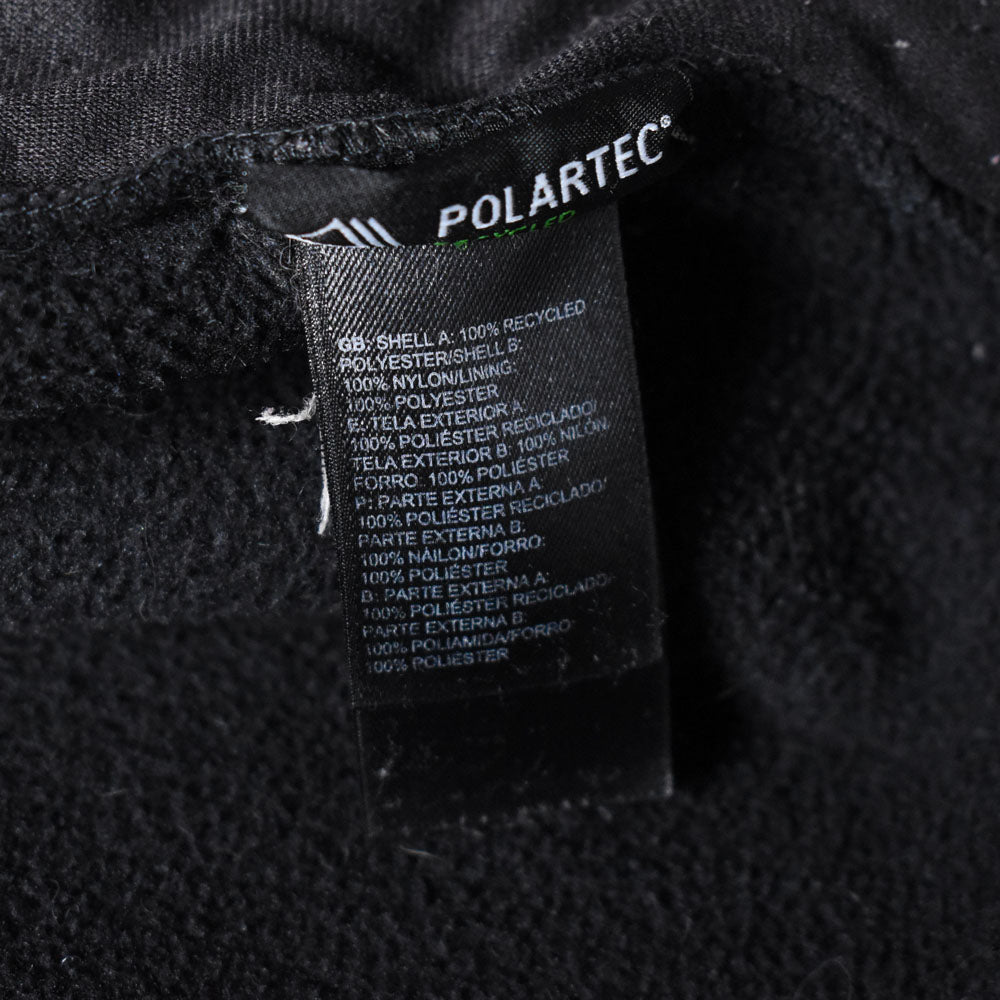 POLARTEC®
RECYCLED
GB: SHELL A: 100% RECYCLED
POLYESTER/SHELL B:
100% NYLON/LINING:
100% POLYESTER
E: TELA EXTERIOR A:
100% POLIÉSTER RECICLADO/
TELA EXTERIOR B: 100% NILÓN
FORRO: 100% POLIÉSTER
P: PARTE EXTERNA A:
100% POLIÉSTER RECICLADO/
PARTE EXTERNA B:
100% NÁILON/FORRO:
100% POLIÉSTER
B: PARTE EXTERNA A:
100% POLIÉSTER RECICLADO/
PARTE EXTERNA B:
100% POLIAMIDA/FORRO:
100% POLIÉSTER